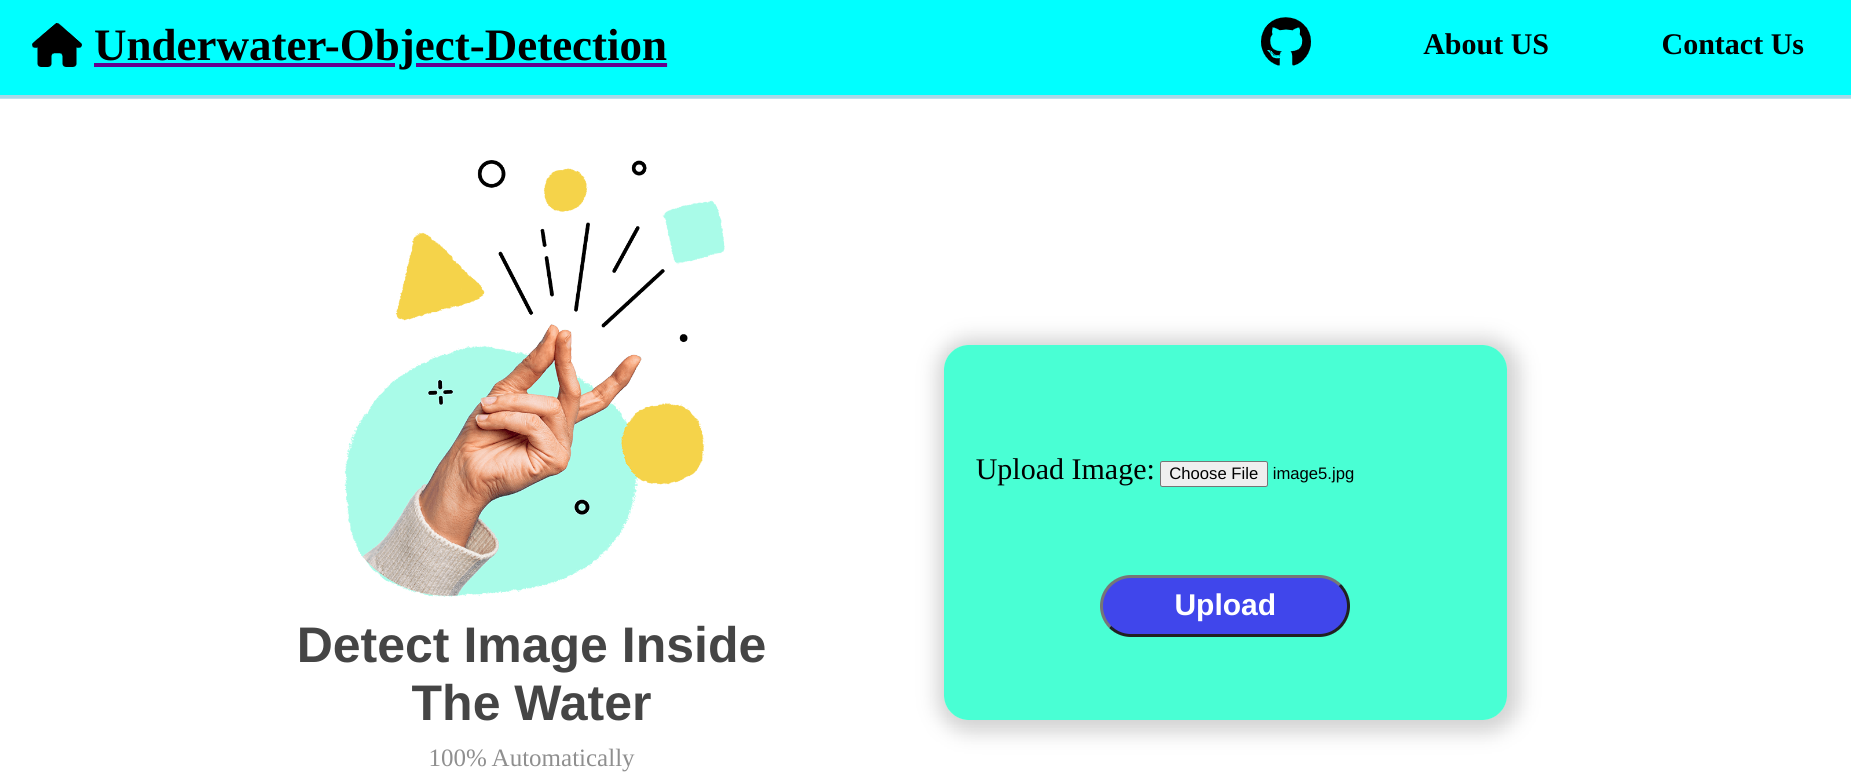 Underwater-Object-Detection
About US
Contact Us
Upload Image: Choose File image5.jpg
Upload
Detect Image Inside
The Water
100% Automatically